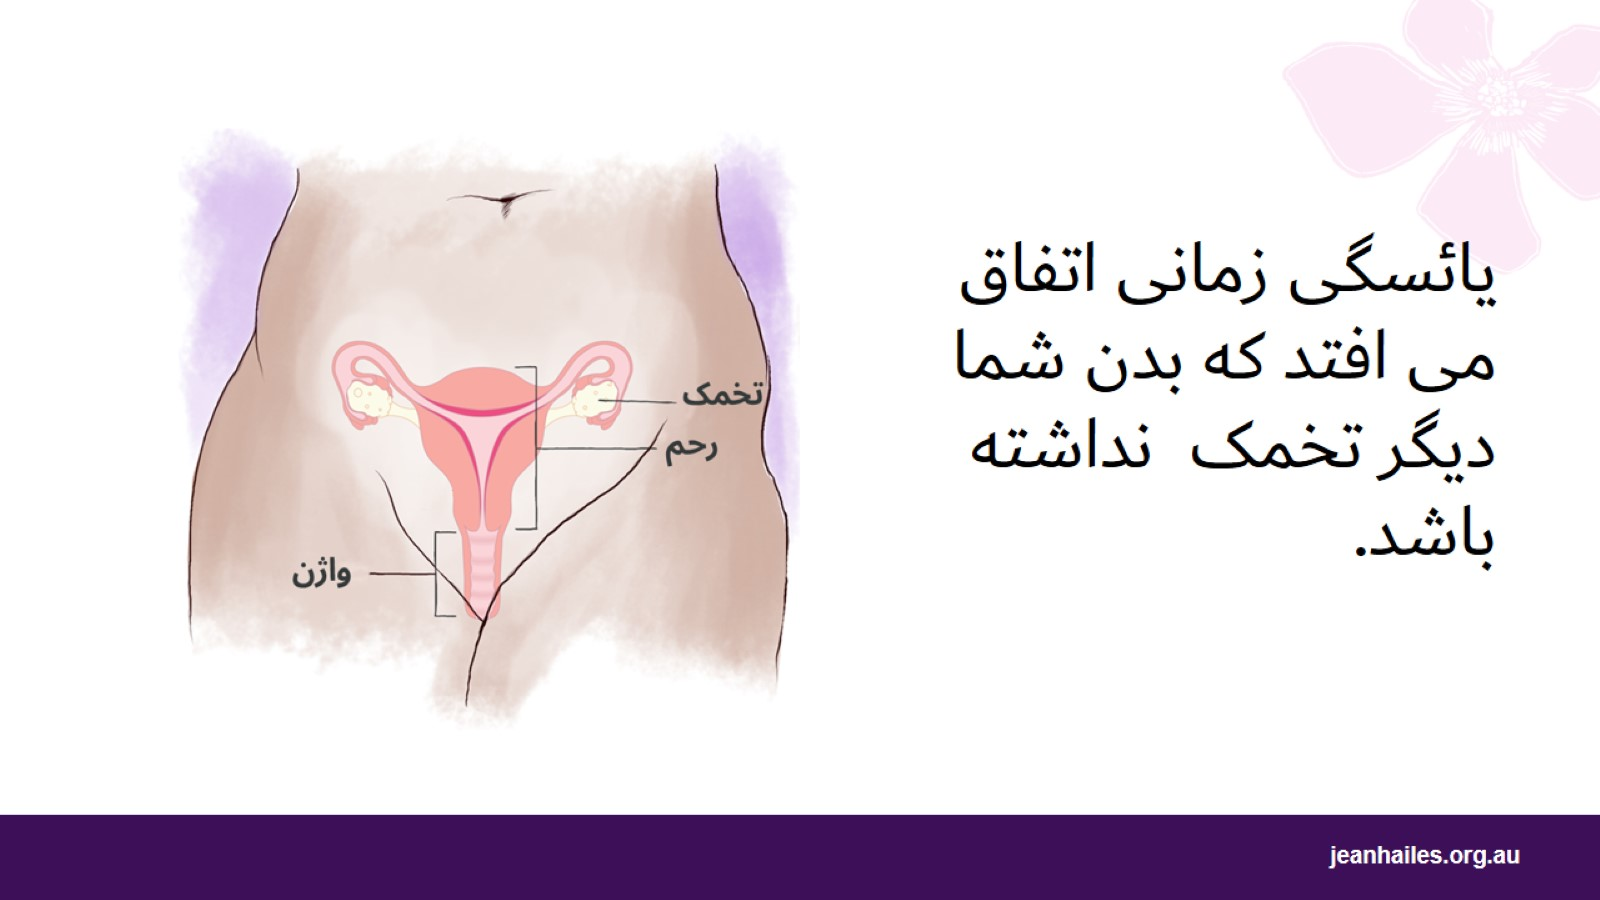 یائسگی زمانی اتفاق
می افتد که بدن شما
دیگر تخمک  نداشته
باشد.
تخمک
رحم
واژن
jeanhailes.org.au